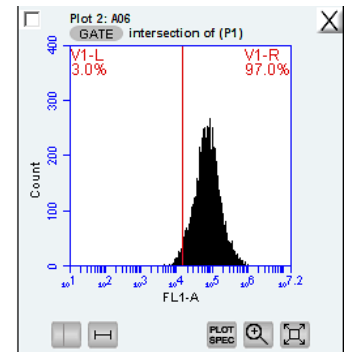 Plot 2: A06
GATE intersection of (P1)
V1-L
3.0%
V1-R
97.0%
400
300
200
100
0
Count
10^1 10^2 10^3 10^4 10^5 10^6 10^7.2
FL1-A
PLOT
SPEC